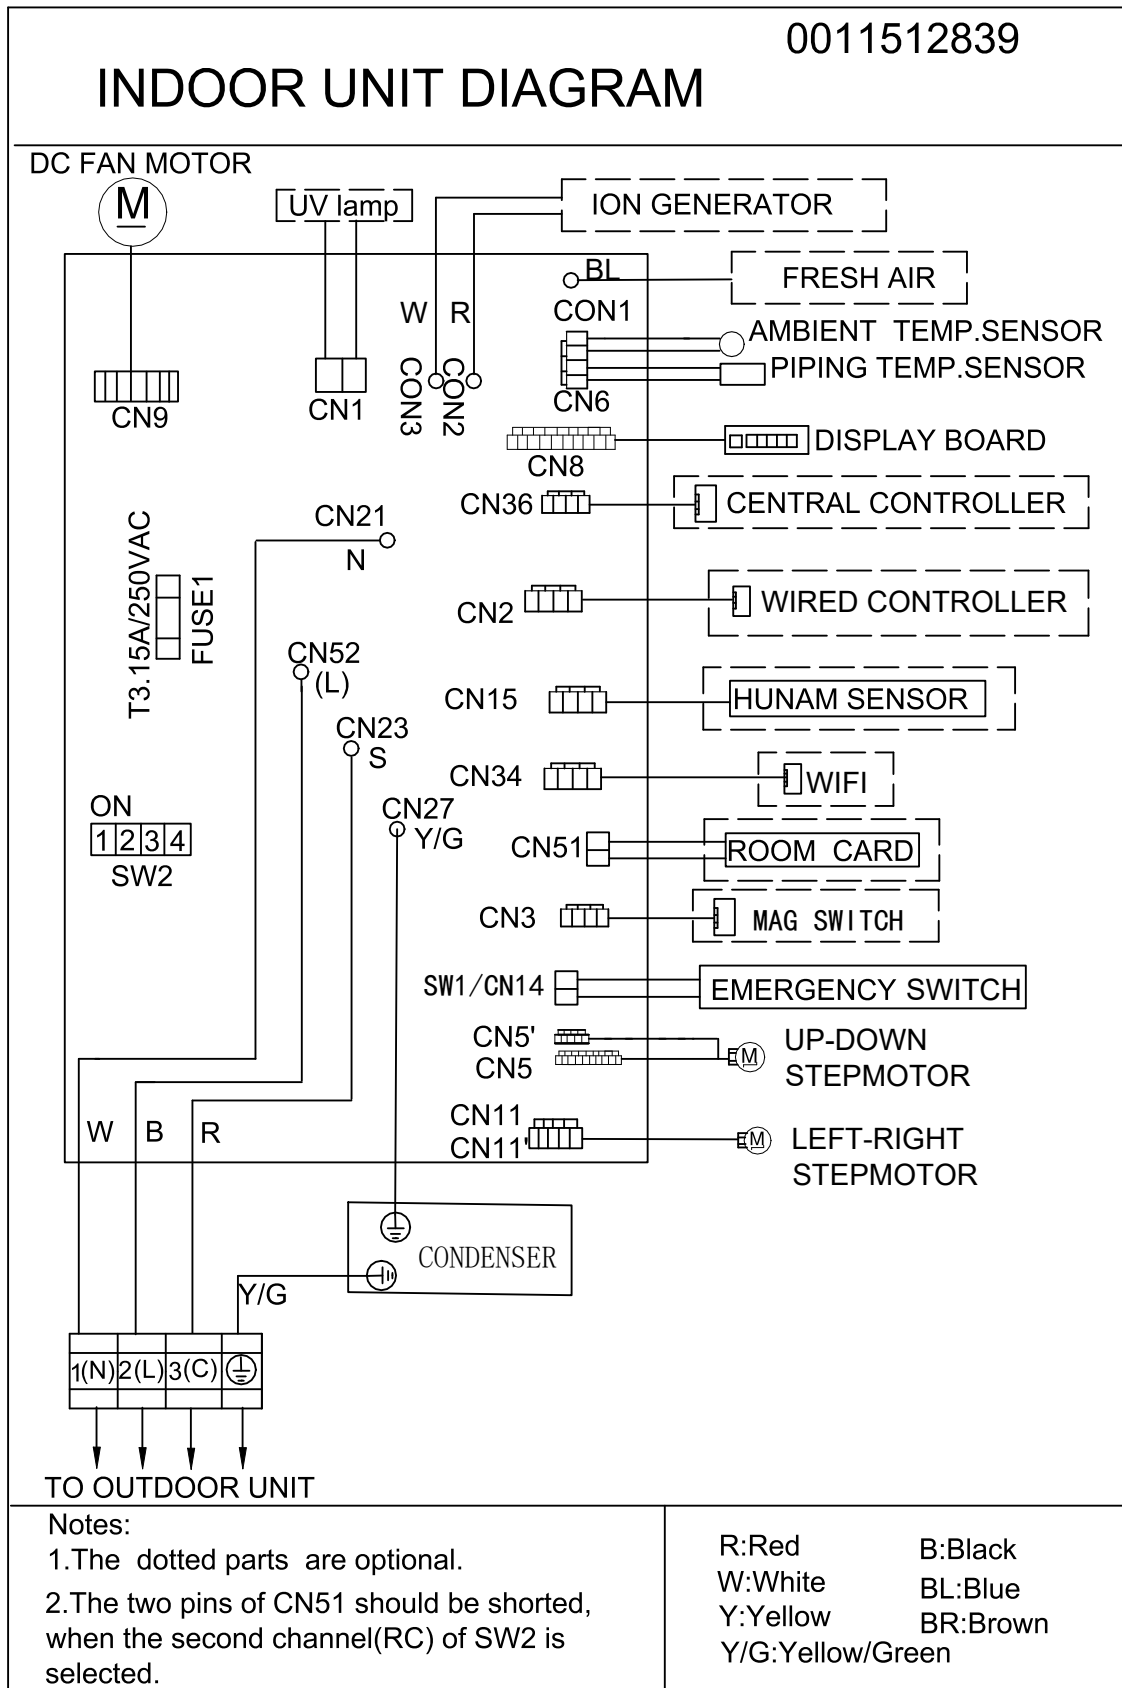 0011512839
INDOOR UNIT DIAGRAM
DC FAN MOTOR
M
UV lamp
ION GENERATOR
BL
FRESH AIR
W
R
CON1
AMBIENT TEMP.SENSOR
PIPING TEMP.SENSOR
CN9
CN1
CON3
CON2
CN6
DISPLAY BOARD
CN8
CN36
CENTRAL CONTROLLER
CN21
N
T3.15A/250VAC
FUSE1
CN2
WIRED CONTROLLER
CN52
(L)
CN15
HUNAM SENSOR
CN23
S
CN34
WIFI
ON
1 2 3 4
SW2
CN27
Y/G
CN51
ROOM CARD
CN3
MAG SWITCH
SW1/CN14
EMERGENCY SWITCH
CN5'
CN5
M
UP-DOWN
STEPMOTOR
CN11
CN11'
M
LEFT-RIGHT
STEPMOTOR
W
B
R
CONDENSER
Y/G
1(N) 2(L) 3(C)
TO OUTDOOR UNIT
Notes:
1.The dotted parts are optional.
2.The two pins of CN51 should be shorted,
when the second channel(RC) of SW2 is
selected.
R:Red
B:Black
W:White
BL:Blue
Y:Yellow
BR:Brown
Y/G:Yellow/Green